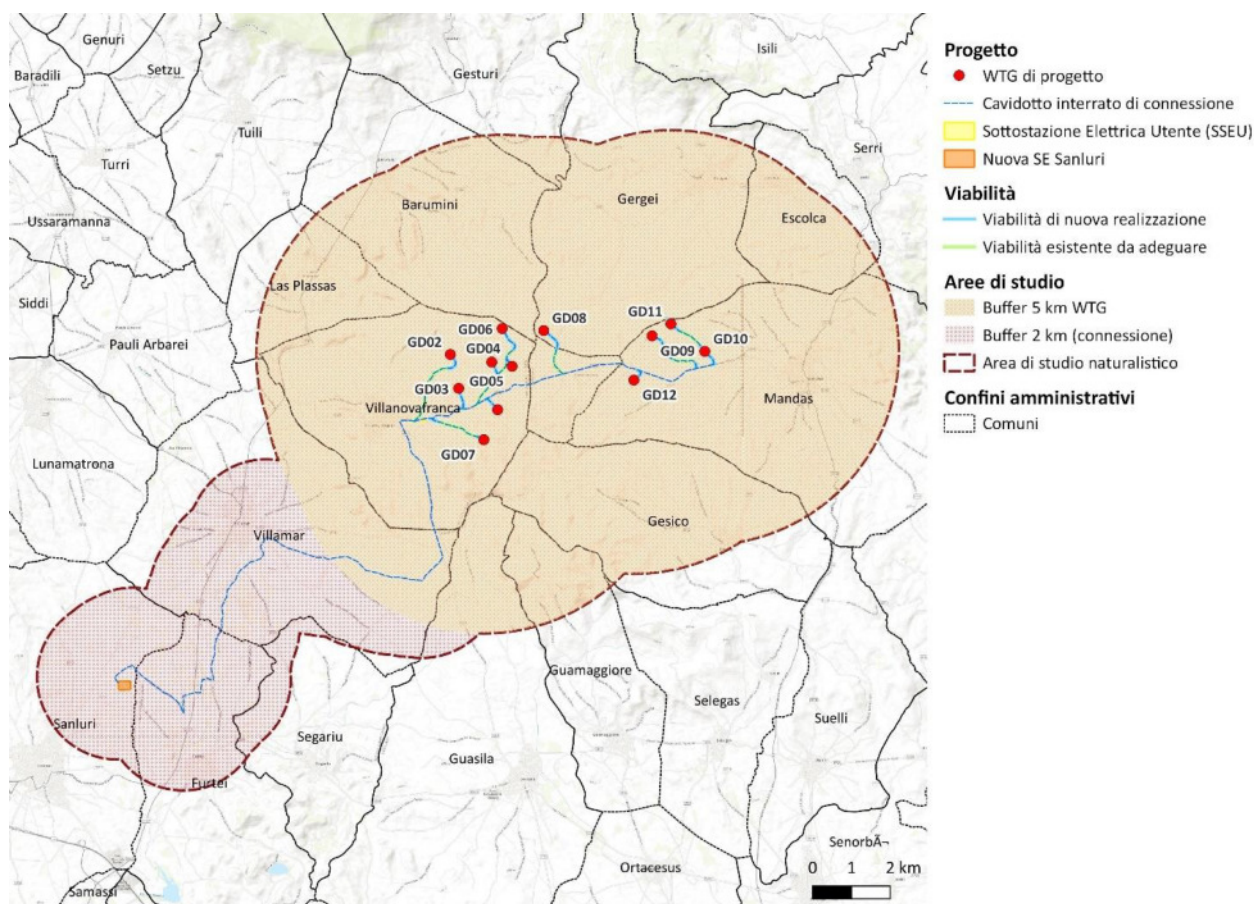 Genuri
Isili
Baradili
Setzu
Gesturi
Tuili
Serri
Turri
Gergei
Barumini
Escolca
Ussaramanna
Las Plassas
Siddi
Pauli Arbarei
GD11
GD08
GD06
GD10
GD02
GD04
GD09
GD03
GD05
GD12
Villanovafranca
Mandas
GD07
Lunamatrona
Gesico
Villamar
Guamaggiore
Selegas
Suelli
Sanluri
Segariu
Guasila
Furtei
SenorbÃ¬
Ortacesus
Samassi
0 1 2 km
Progetto
WTG di progetto
Cavidotto interrato di connessione
Sottostazione Elettrica Utente (SSEU)
Nuova SE Sanluri
Viabilità
Viabilità di nuova realizzazione
Viabilità esistente da adeguare
Aree di studio
Buffer 5 km WTG
Buffer 2 km (connessione)
Area di studio naturalistico
Confini amministrativi
Comuni